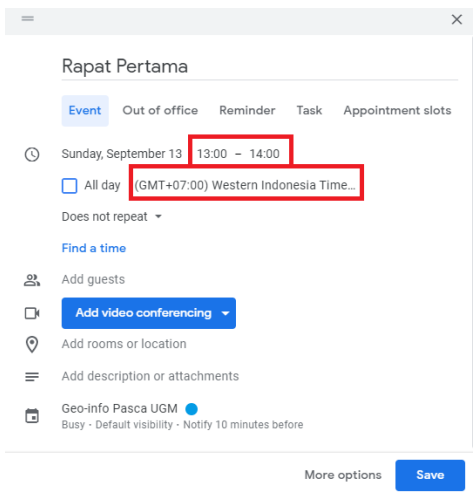 Rapat Pertama
Event Out of office Reminder Task Appointment slots
Sunday, September 13 13:00 – 14:00
All day (GMT+07:00) Western Indonesia Time...
Does not repeat
Find a time
Add guests
Add video conferencing
Add rooms or location
Add description or attachments
Geo-info Pasca UGM
Busy · Default visibility · Notify 10 minutes before
More options Save